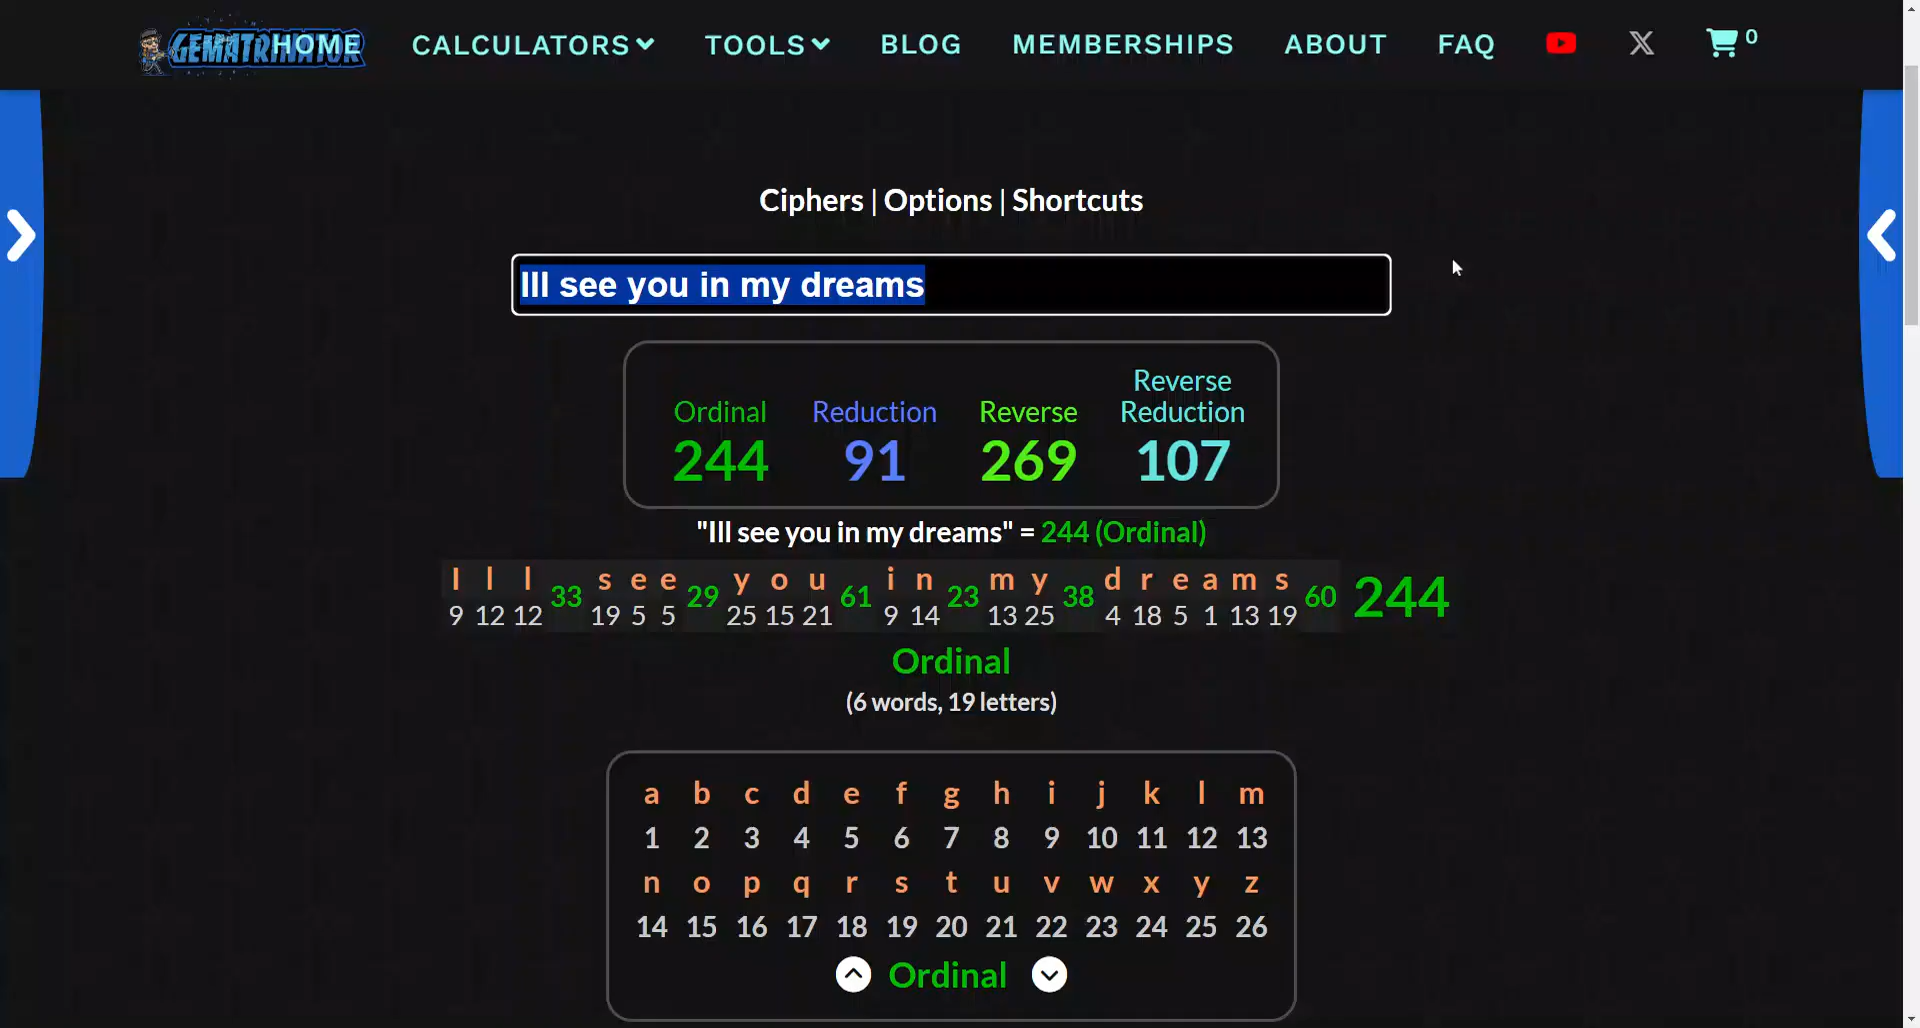 GEMATRINATOR
HOME CALCULATORS TOOLS BLOG MEMBERSHIPS ABOUT FAQ X 0
Ciphers | Options | Shortcuts
Ill see you in my dreams
Ordinal Reduction Reverse Reverse Reduction
244 91 269 107
"Ill see you in my dreams" = 244 (Ordinal)
I l l 33 s e e 29 y o u 61 i n 23 m y 38 d r e a m s 60 244
9 12 12 19 5 5 25 15 21 9 14 13 25 4 18 5 1 13 19
Ordinal
(6 words, 19 letters)
a b c d e f g h i j k l m
1 2 3 4 5 6 7 8 9 10 11 12 13
n o p q r s t u v w x y z
14 15 16 17 18 19 20 21 22 23 24 25 26
Ordinal